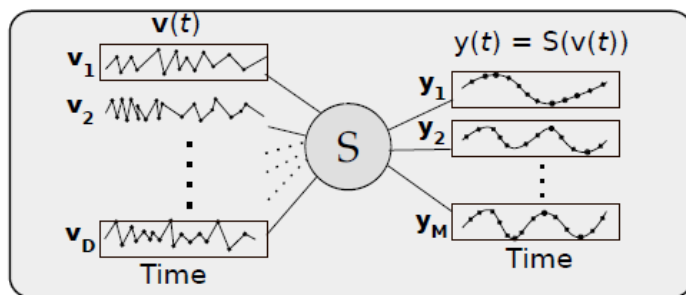 v(t)
y(t) = S(v(t))
v1
v2
vD
Time
S
y1
y2
yM
Time